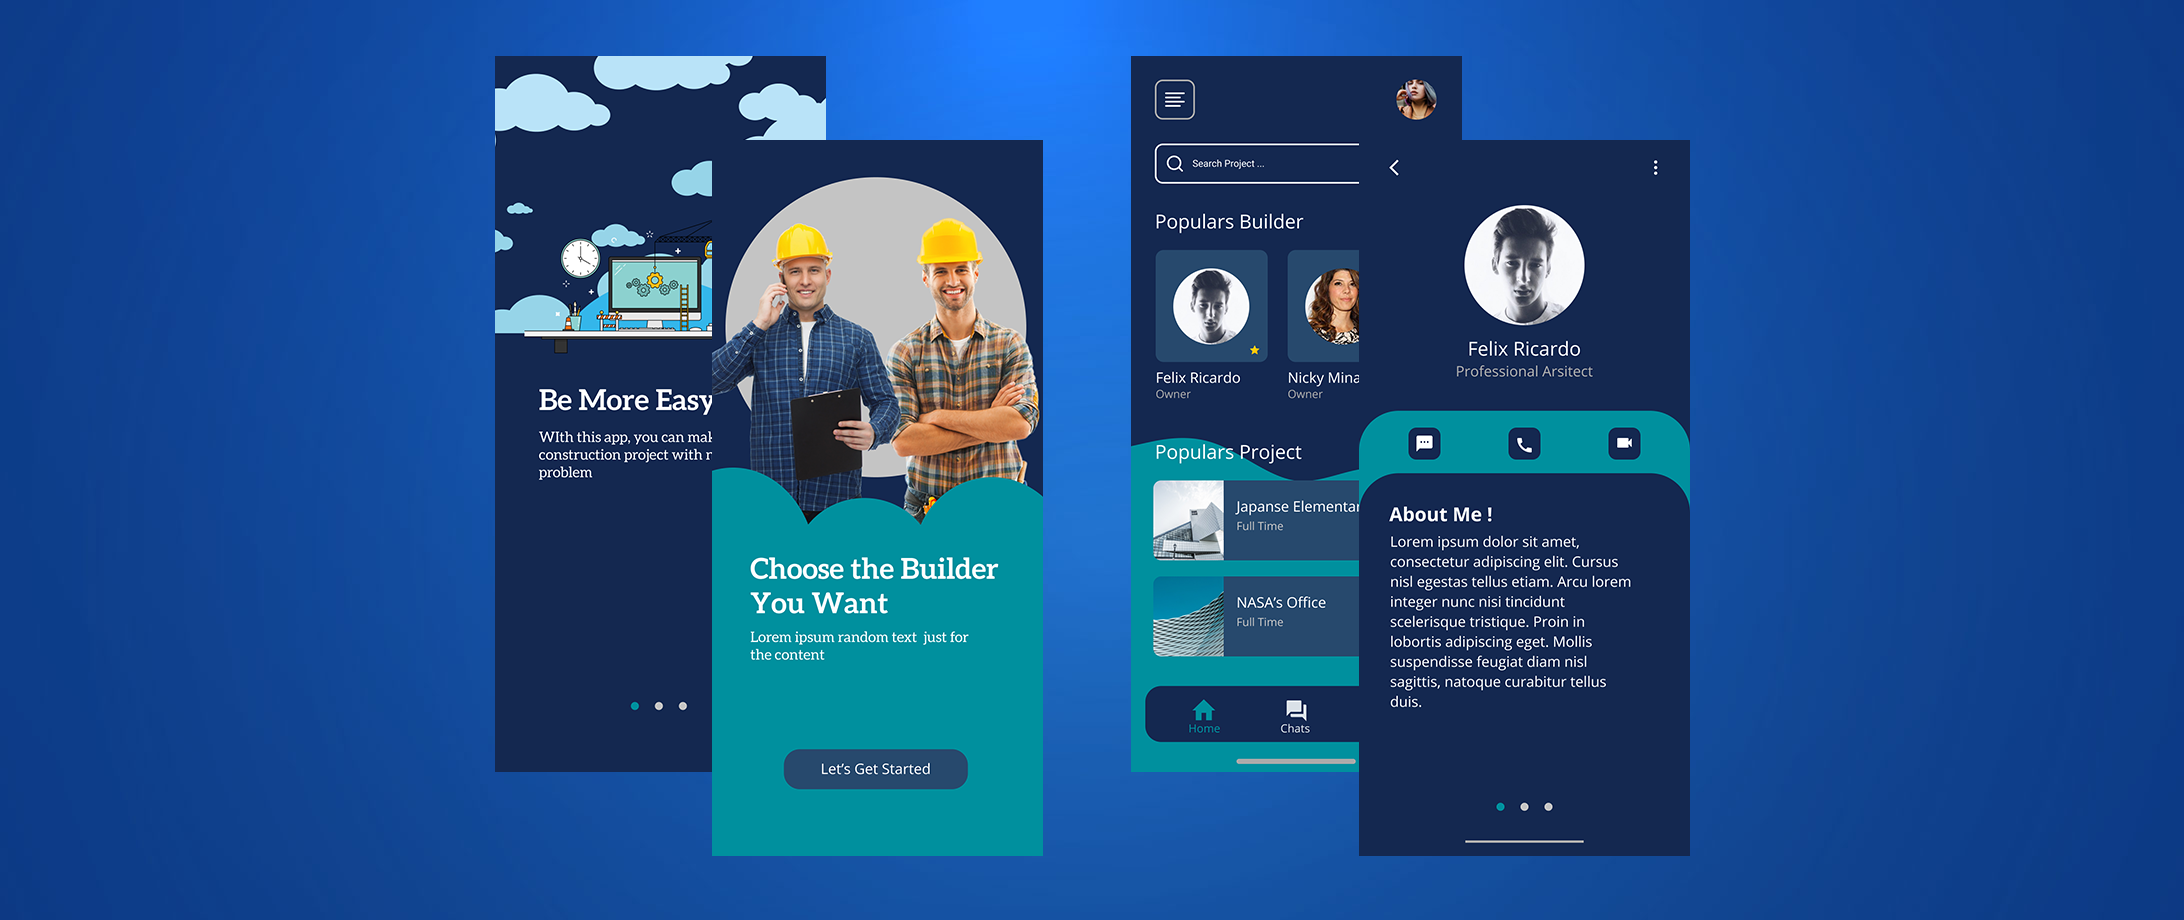 Be More Easy
WIth this app, you can mak
construction project with
problem
Choose the Builder
You Want
Lorem ipsum random text just for
the content
Let's Get Started
Search Project ...
Populars Builder
Felix Ricardo
Owner
Nicky Mina
Owner
Populars Project
Japanse Elementar
Full Time
NASA's Office
Full Time
Home
Chats
Felix Ricardo
Professional Arsitect
About Me !
Lorem ipsum dolor sit amet,
consectetur adipiscing elit. Cursus
nisl egestas tellus etiam. Arcu lorem
integer nunc nisi tincidunt
scelerisque tristique. Proin in
lobortis adipiscing eget. Mollis
suspendisse feugiat diam nisl
sagittis, natoque curabitur tellus
duis.